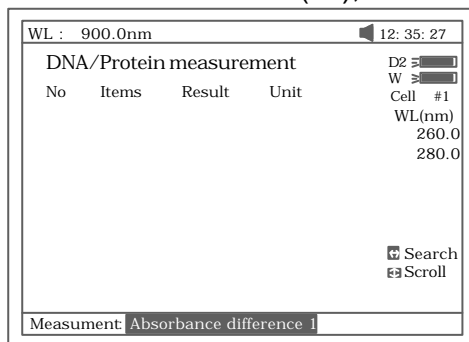 WL : 900.0nm 12: 35: 27
DNA/Protein measurement
D2
W
No Items Result Unit
Cell #1
WL(nm)
260.0
280.0
Search
Scroll
Measument: Absorbance difference 1